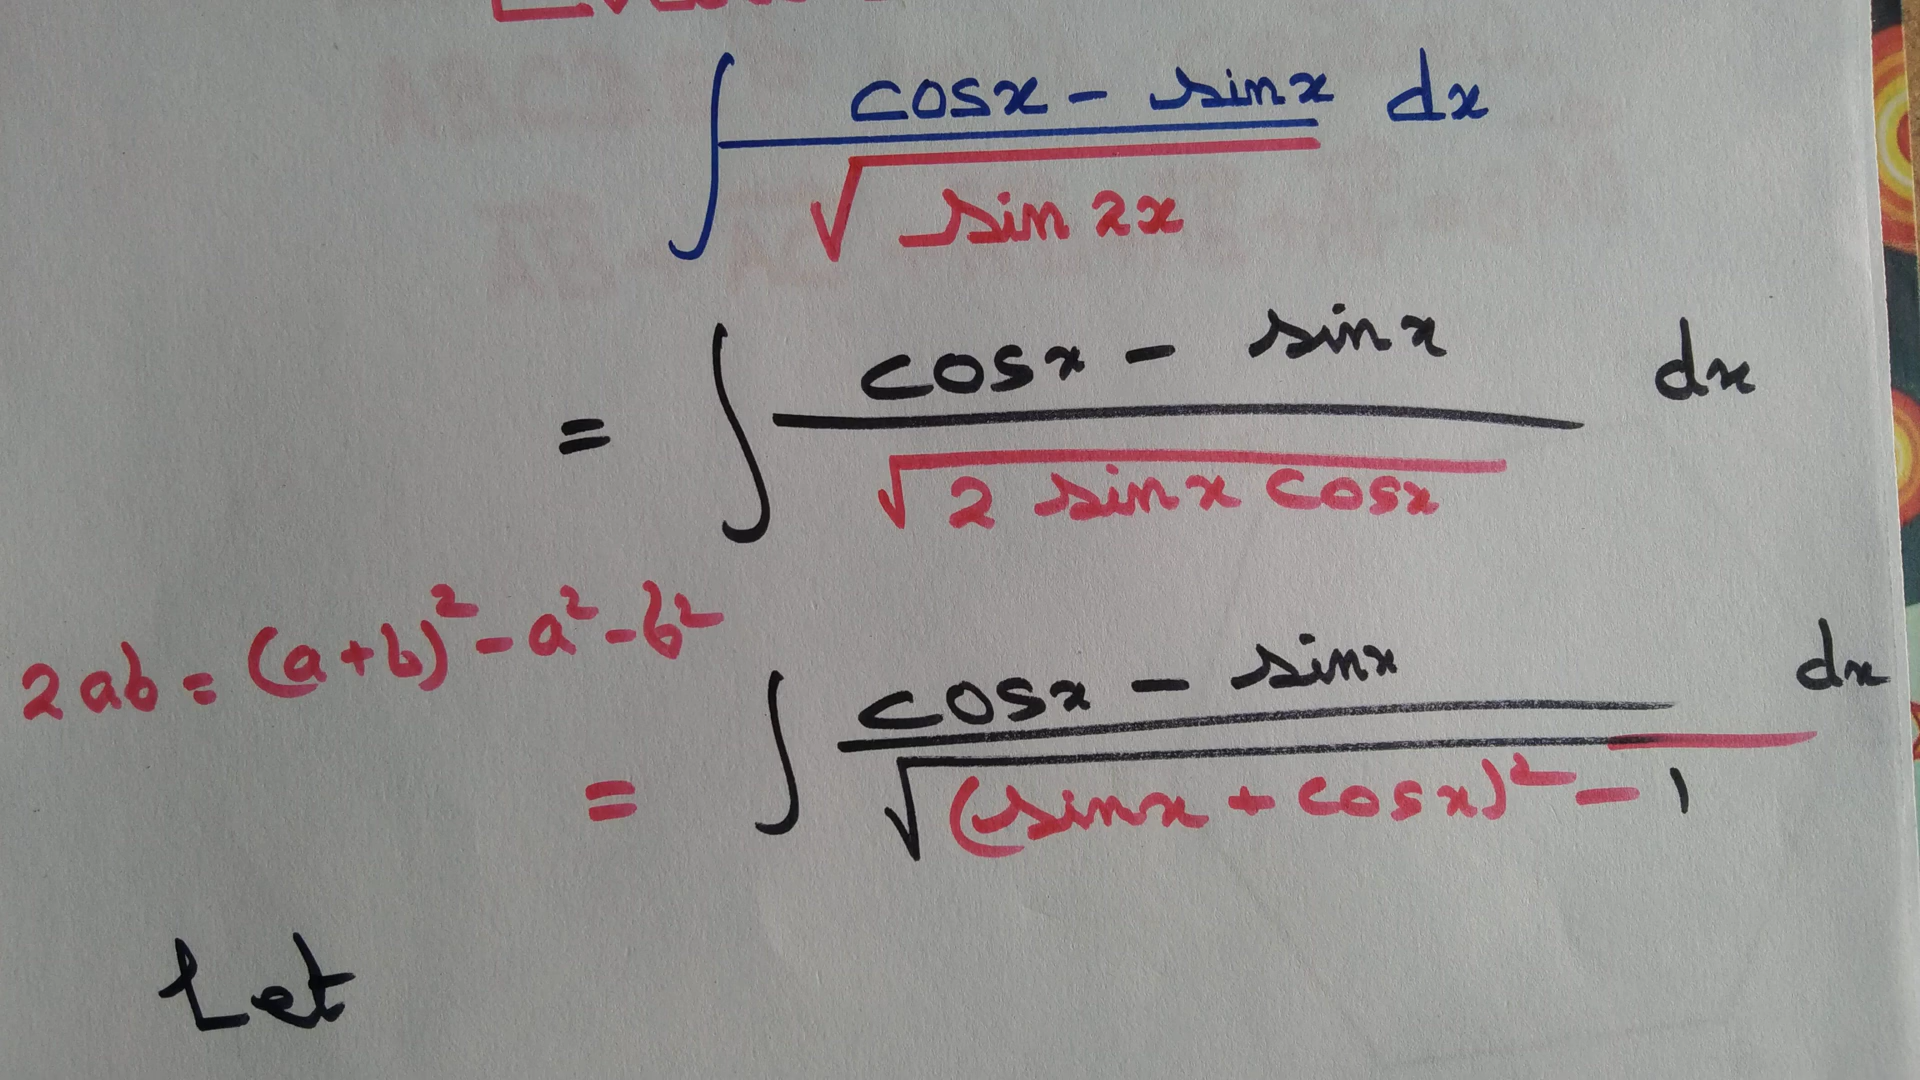 ∫ cosx - sinx / √sin 2x dx
= ∫ cosx - sinx / √2 sinx cosx dx
2ab = (a+b)² - a² - b²
= ∫ cosx - sinx / √(sinx + cosx)² - 1 dx
Let